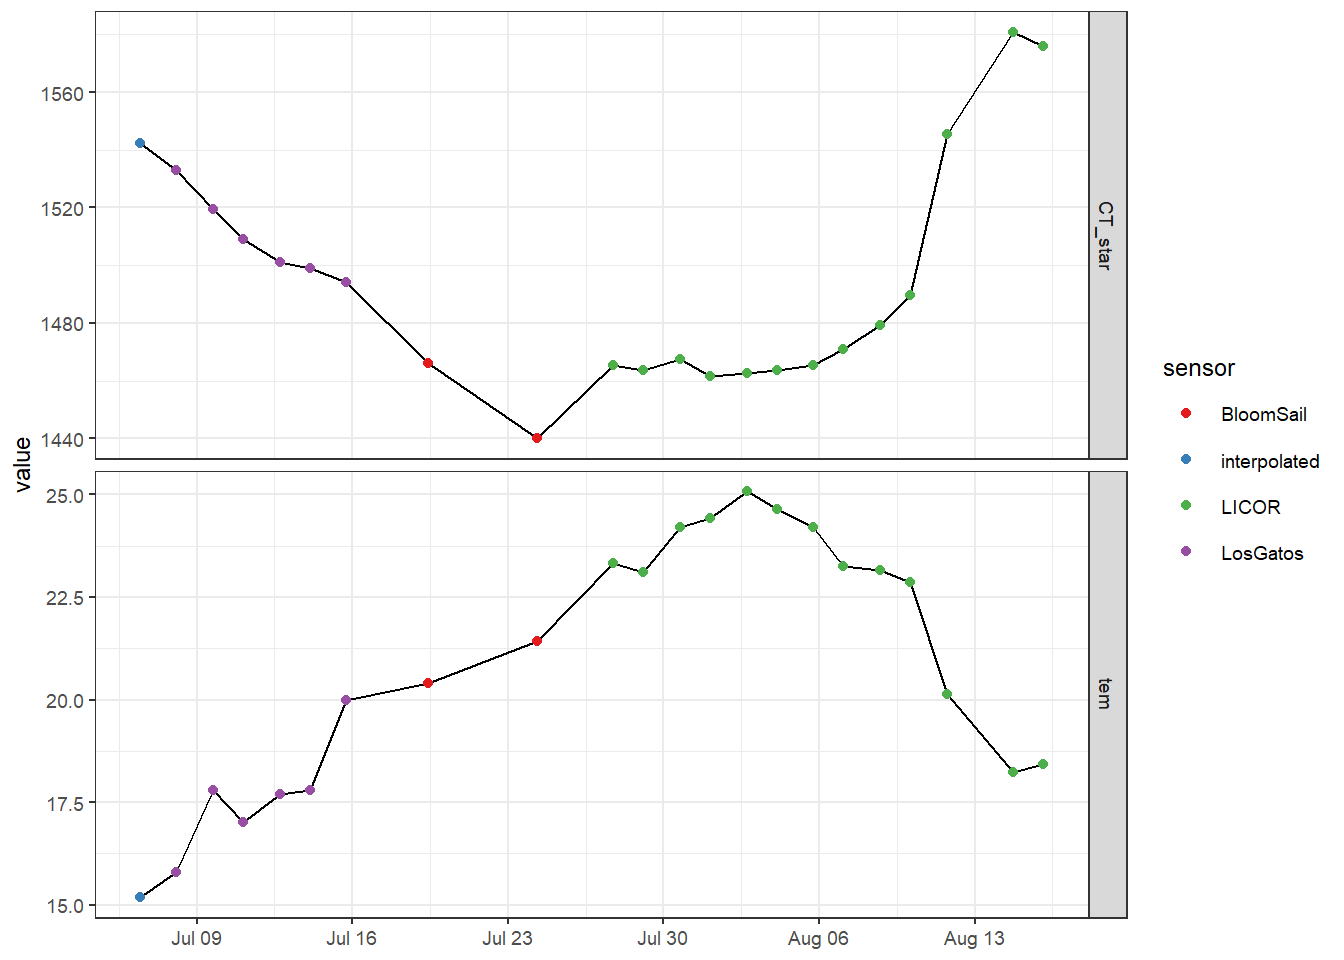 1560
1520
1480
1440
CT_star
value
25.0
22.5
20.0
17.5
15.0
tem
Jul 09 Jul 16 Jul 23 Jul 30 Aug 06 Aug 13
sensor
BloomSail
interpolated
LICOR
LosGatos